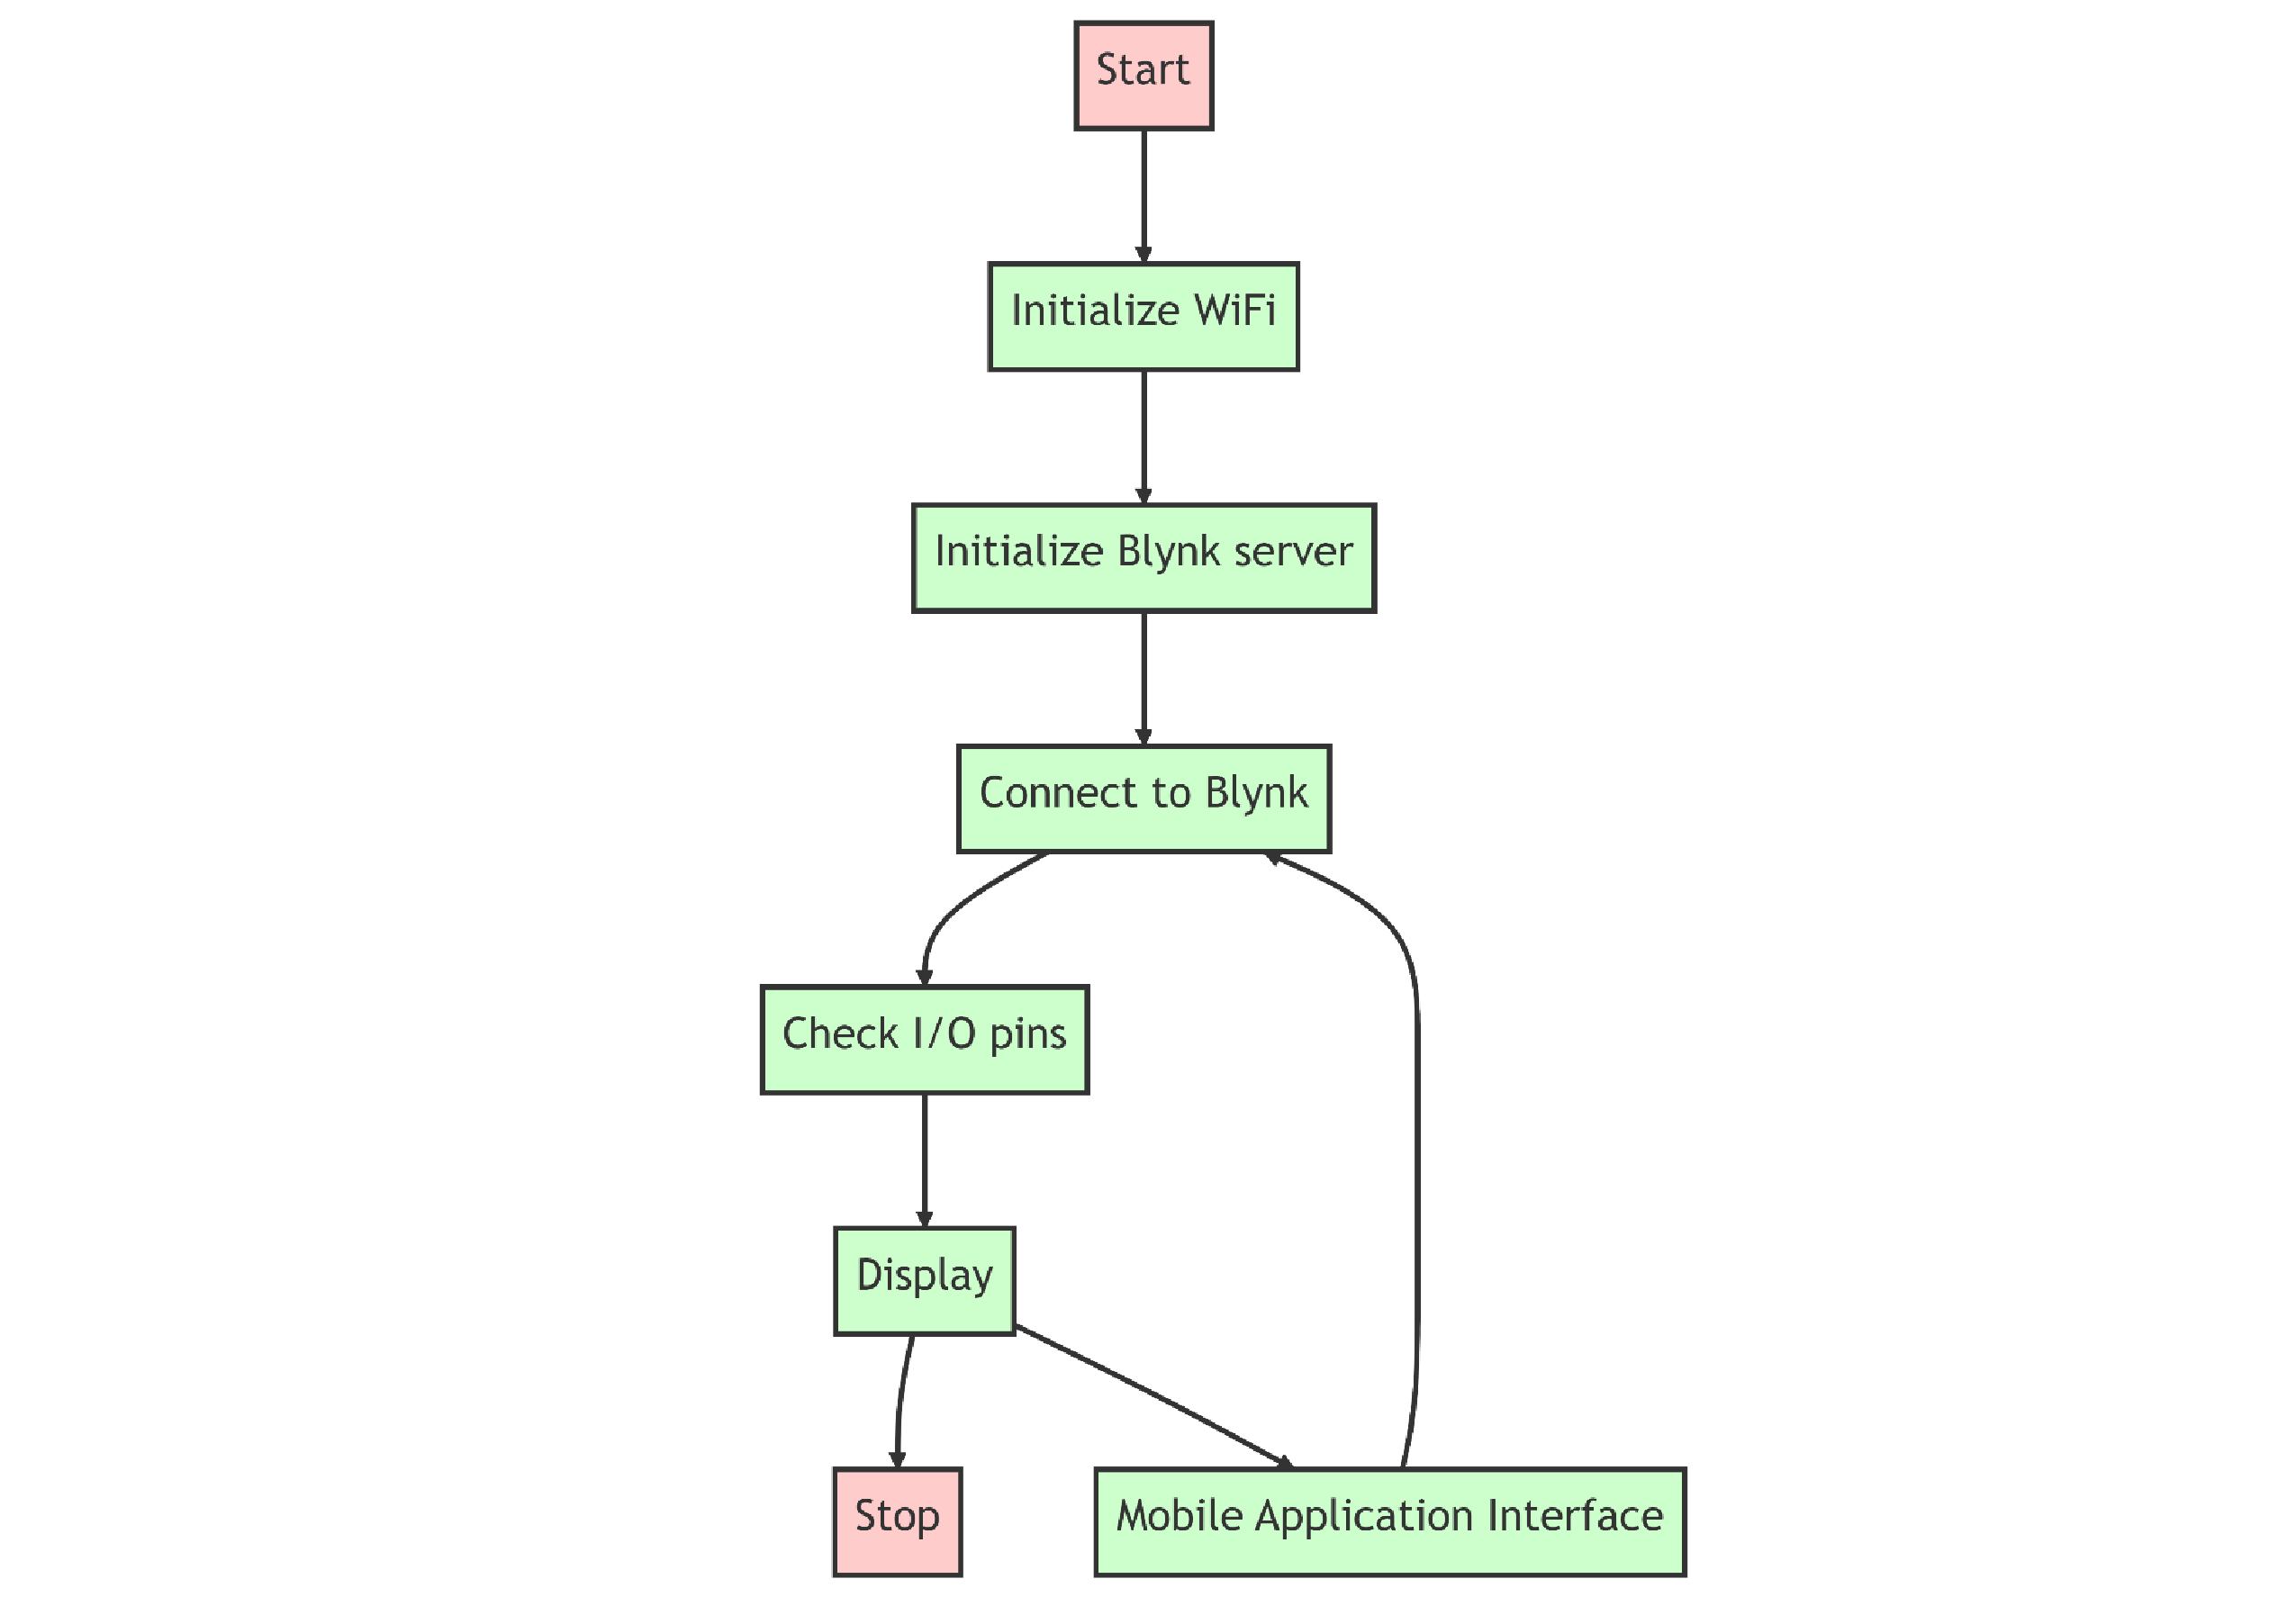 Start
Initialize WiFi
Initialize Blynk server
Connect to Blynk
Check I/O pins
Display
Stop
Mobile Application Interface